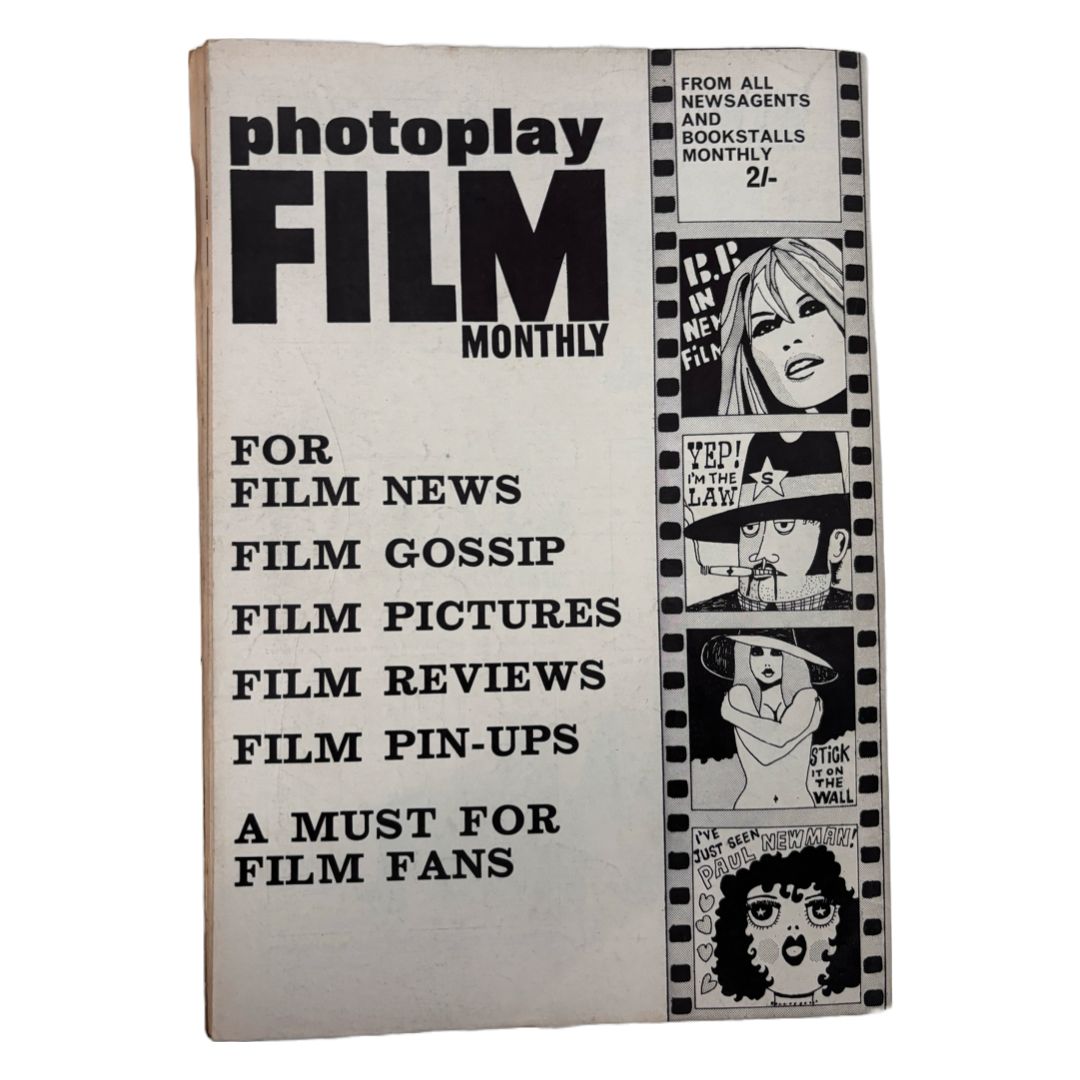 photoplay
FILM
MONTHLY
FOR
FILM NEWS
FILM GOSSIP
FILM PICTURES
FILM REVIEWS
FILM PIN-UPS
A MUST FOR
FILM FANS
FROM ALL
NEWSAGENTS
AND
BOOKSTALLS
MONTHLY
2/-
B.B.
IN
NEW
FiLM
YEP!
I'M THE
LAW
S
STiCK
IT ON
THE
WALL
I'VE
JUST SEEN
PAUL NEWMAN!